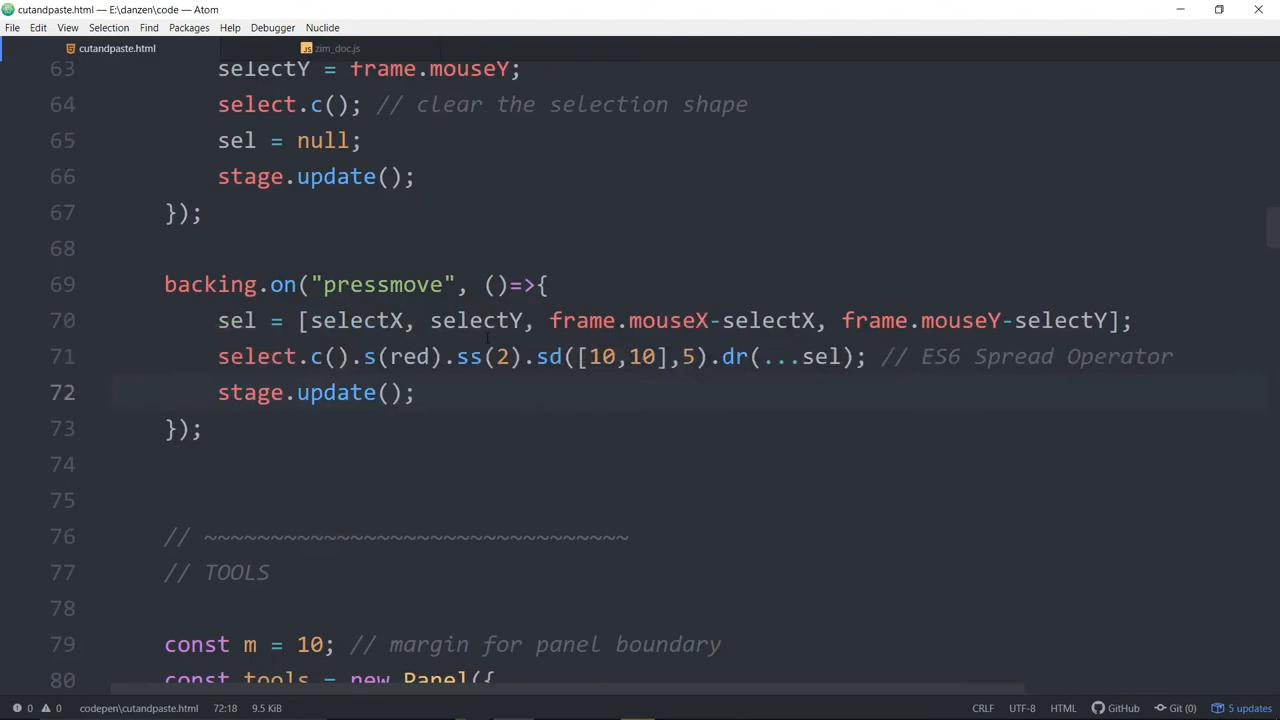 cutandpaste.html — E:\danzen\code — Atom
File Edit View Selection Find Packages Help Debugger Nuclide
cutandpaste.html zim_doc.js
63 selectY = frame.mouseY;
64 select.c(); // clear the selection shape
65 sel = null;
66 stage.update();
67 });
68
69 backing.on("pressmove", ()=>{
70 sel = [selectX, selectY, frame.mouseX-selectX, frame.mouseY-selectY];
71 select.c().s(red).ss(2).sd([10,10],5).dr(...sel); // ES6 Spread Operator
72 stage.update();
73 });
74
75
76 // ~~~~~~~~~~~~~~~~~~~~~~~~~~~~~~~~
77 // TOOLS
78
79 const m = 10; // margin for panel boundary
80 const tools = new Panel({
0 0 codepen\cutandpaste.html 72:18 9.5 KiB CRLF UTF-8 HTML GitHub Git (0) 5 updates